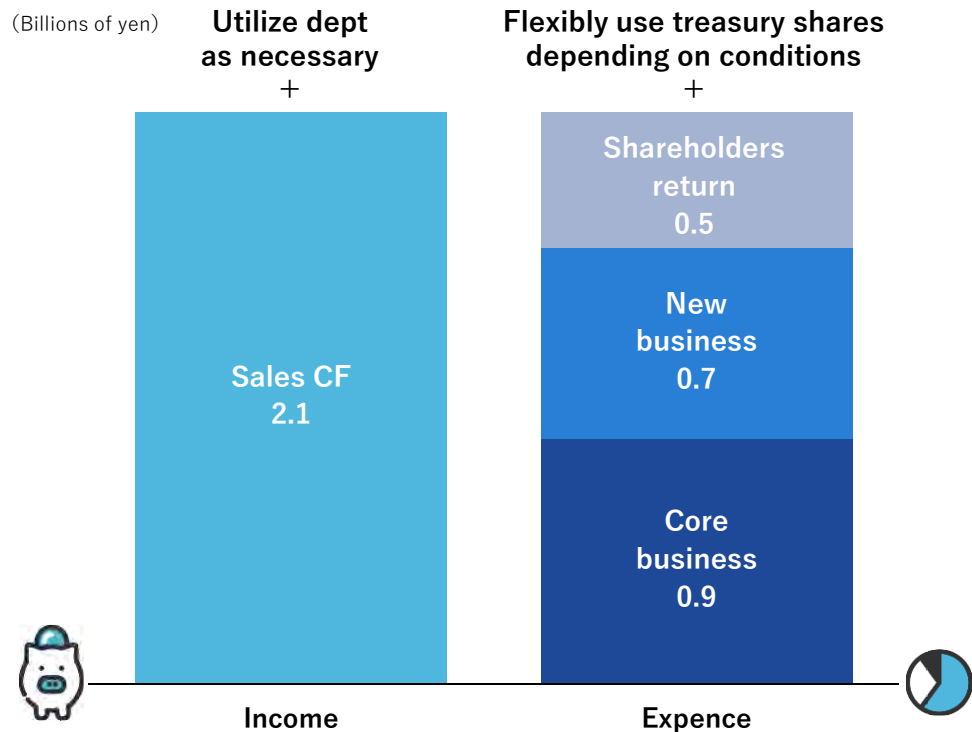 (Billions of yen)
Utilize dept
as necessary
+
Flexibly use treasury shares
depending on conditions
+
Sales CF
2.1
Shareholders
return
0.5
New
business
0.7
Core
business
0.9
Income
Expence